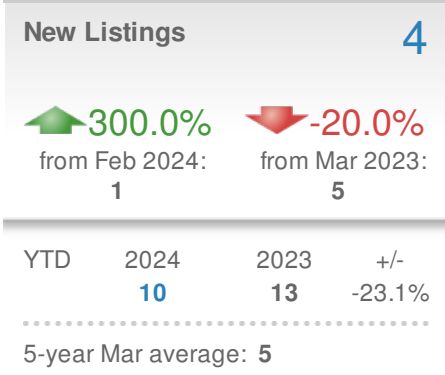 New Listings 4
300.0% -20.0%
from Feb 2024: from Mar 2023:
1 5
YTD 2024 2023 +/-
10 13 -23.1%
5-year Mar average: 5